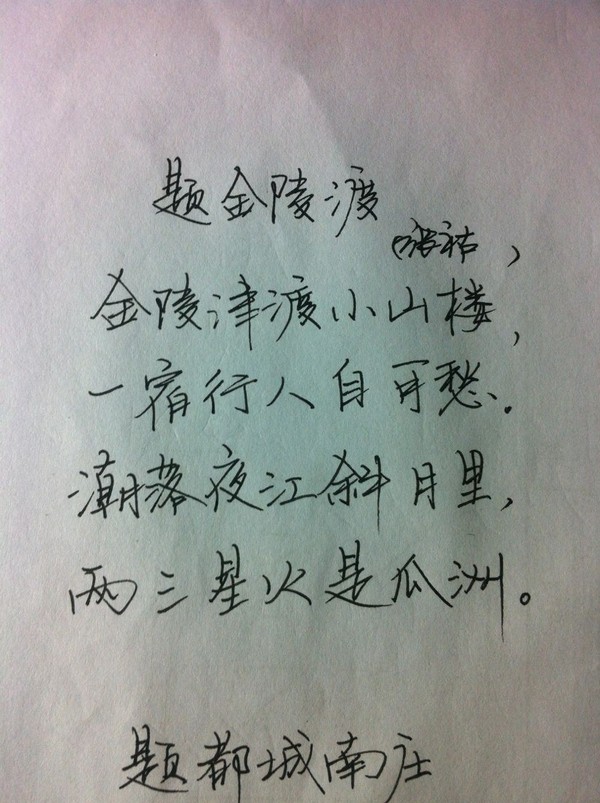 题金陵渡
(张祜)
金陵津渡小山楼,
一宿行人自可愁.
潮落夜江斜月里,
两三星火是瓜洲。
题都城南庄